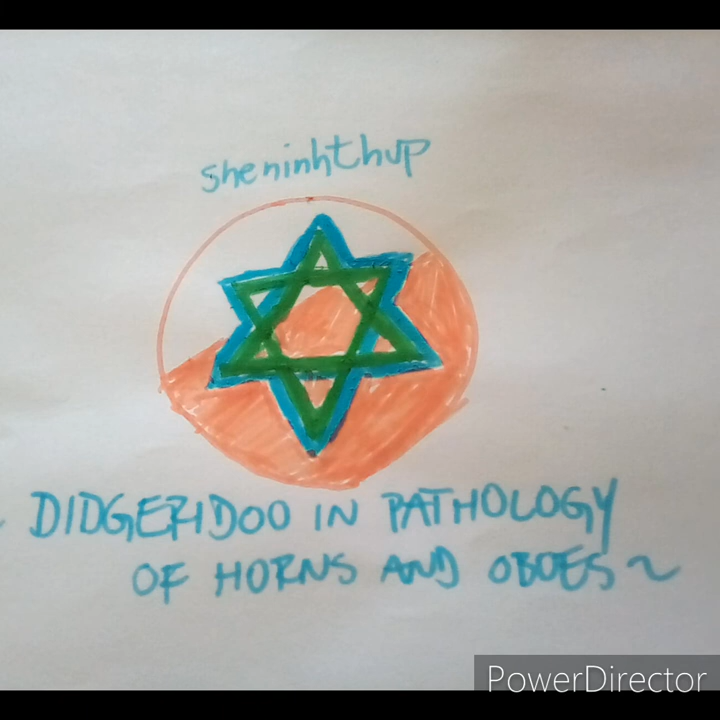 sheninhthup
~ DIDGERIDOO IN PATHOLOGY
OF HORNS AND OBOES ~
PowerDirector